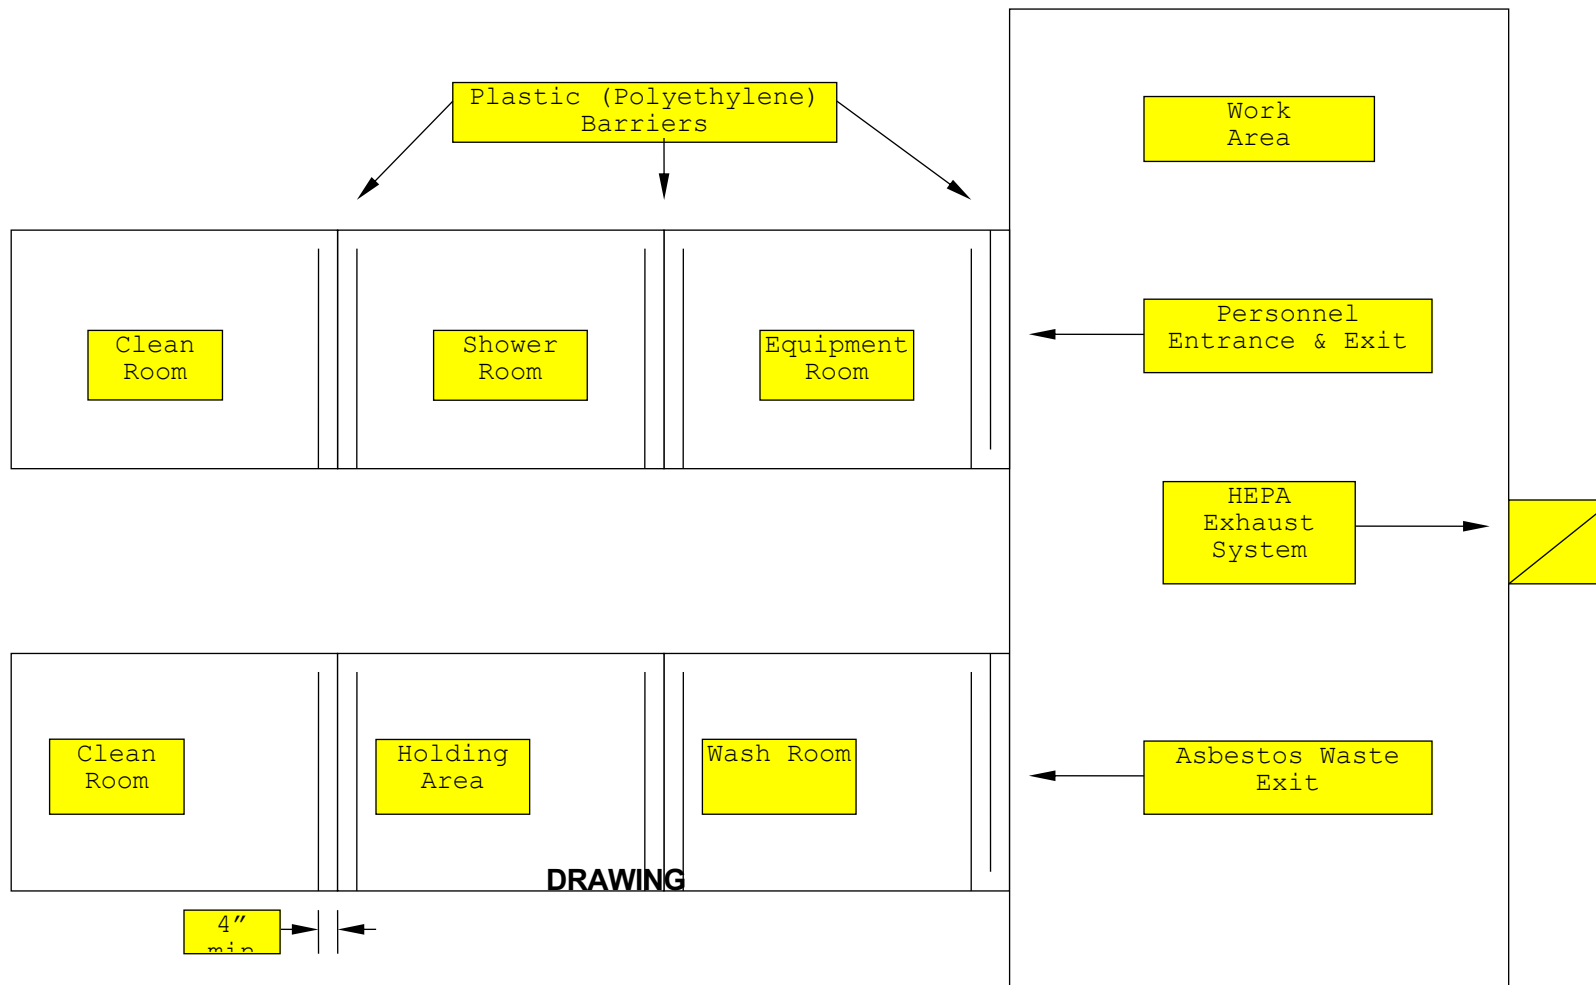 Plastic (Polyethylene)
Barriers
Work
Area
Personnel
Entrance & Exit
Clean
Room
Shower
Room
Equipment
Room
HEPA
Exhaust
System
Clean
Room
Holding
Area
Wash Room
Asbestos Waste
Exit
DRAWING
4″
min